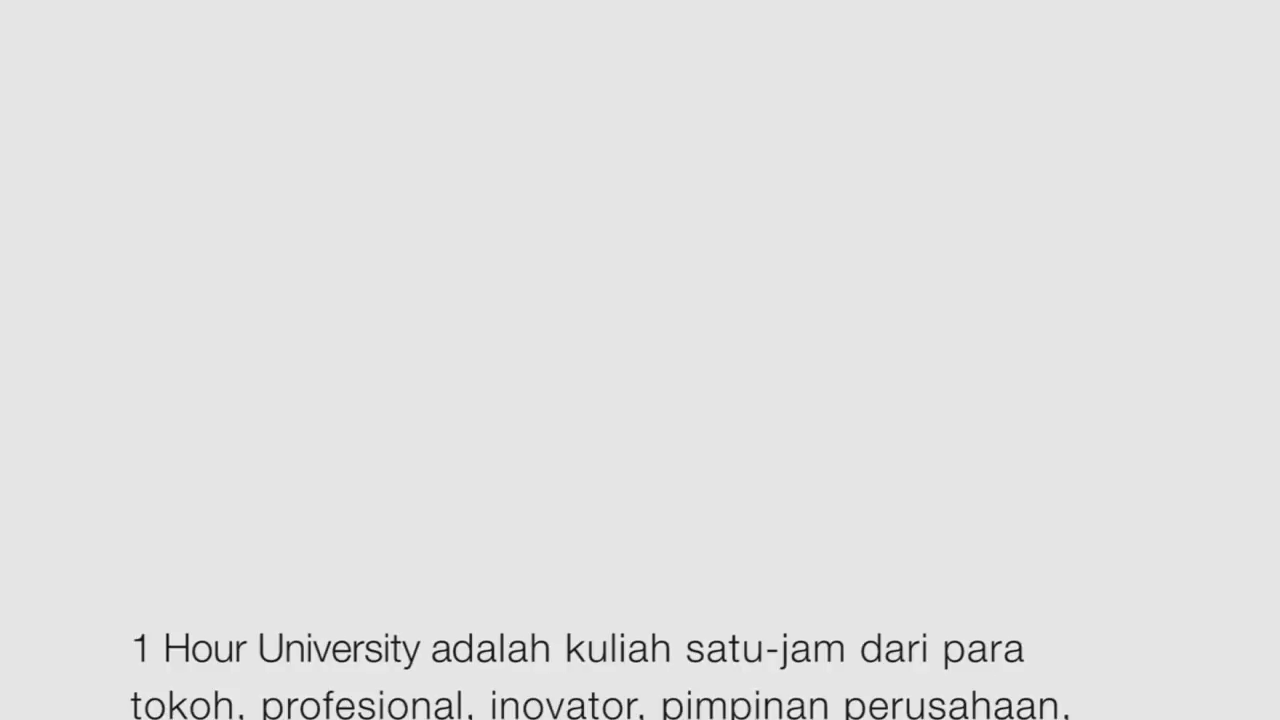 1 Hour University adalah kuliah satu-jam dari para
tokoh, profesional, inovator, pimpinan perusahaan,